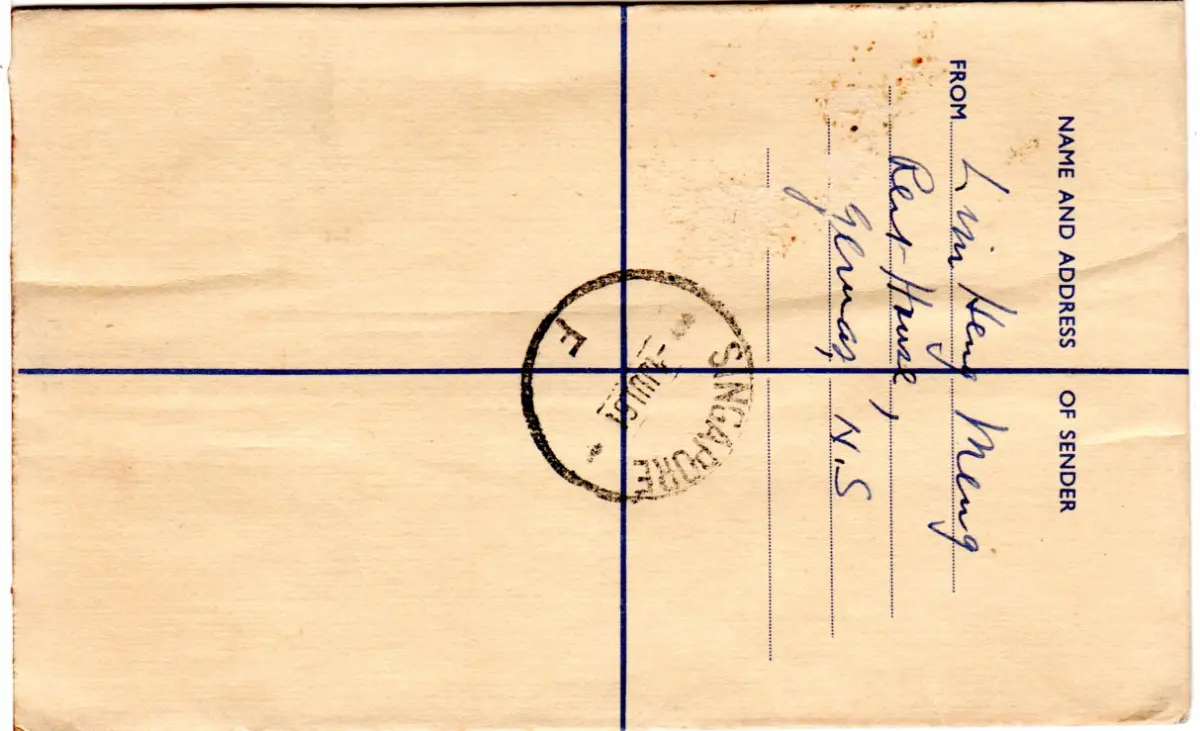 NAME AND ADDRESS OF SENDER
FROM Lim Heng Meng
Rest House,
Gemas, N.S
SINGAPORE
E